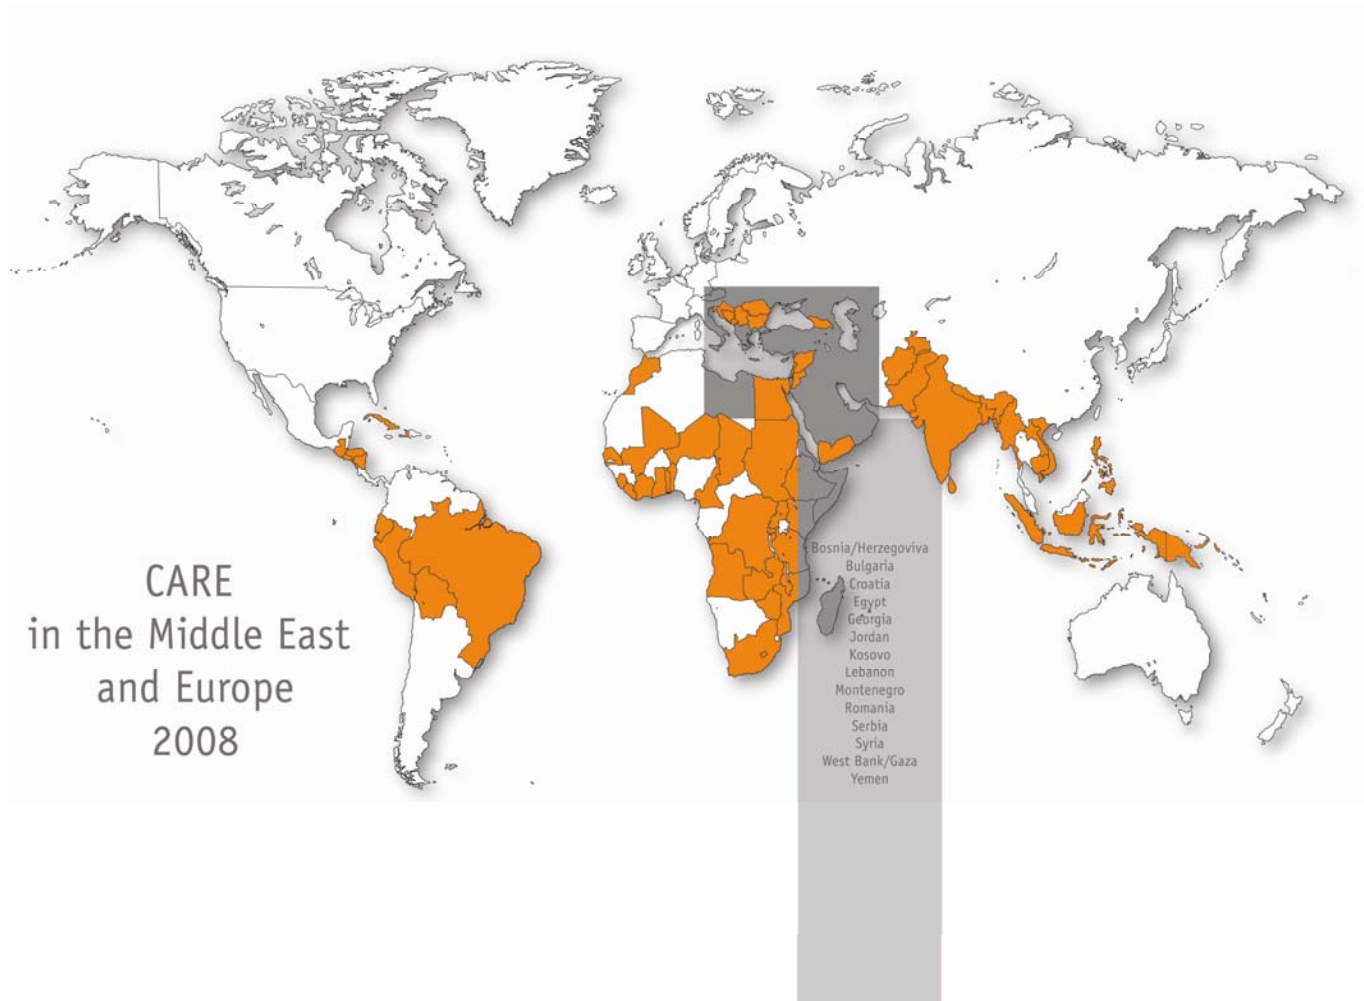 CARE
in the Middle East
and Europe
2008
Bosnia/Herzegoviva
Bulgaria
Croatia
Egypt
Georgia
Jordan
Kosovo
Lebanon
Montenegro
Romania
Serbia
Syria
West Bank/Gaza
Yemen